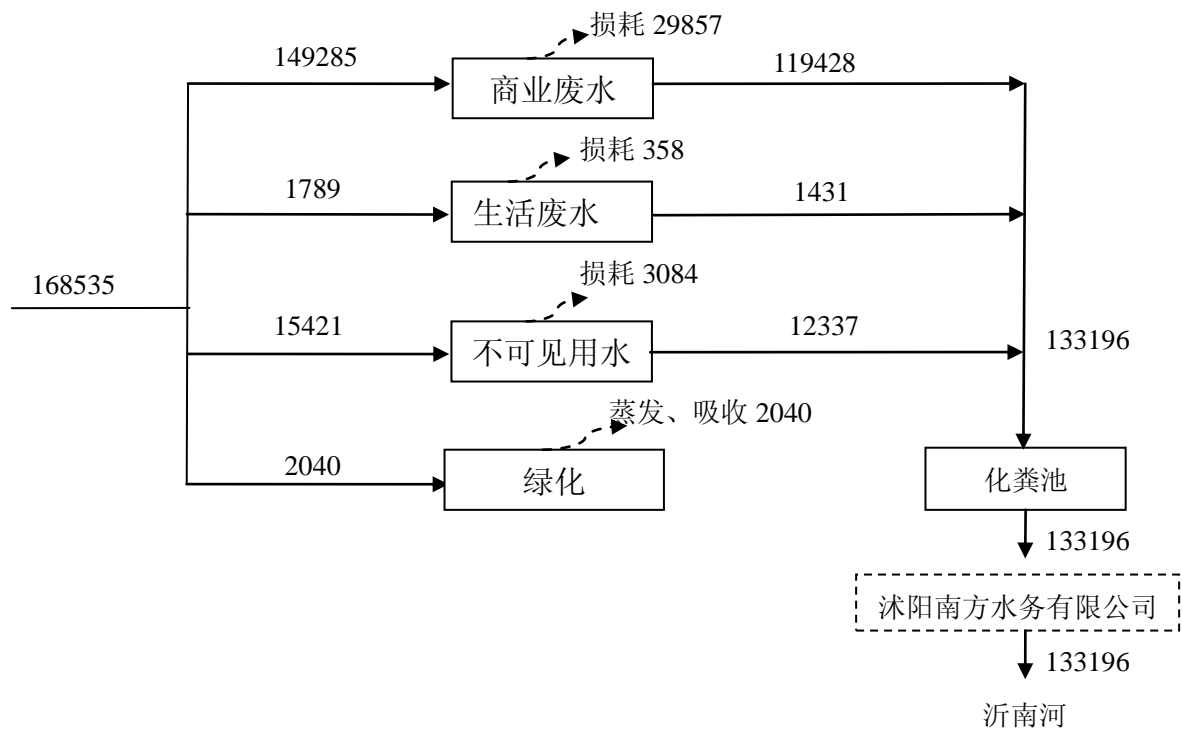 损耗 29857
149285
商业废水
119428
损耗 358
1789
生活废水
1431
168535
损耗 3084
15421
不可见用水
12337
133196
蒸发、吸收 2040
2040
绿化
化粪池
133196
沭阳南方水务有限公司
133196
沂南河